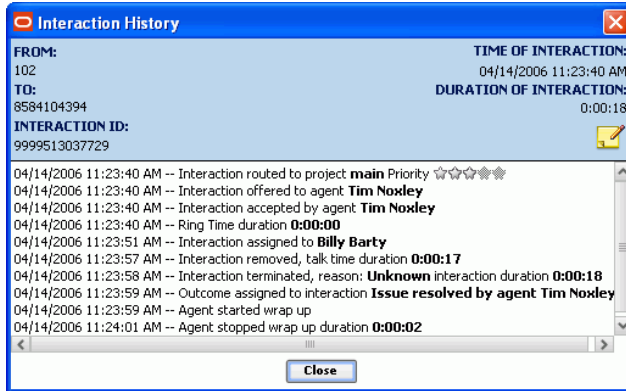 Interaction History
FROM:
TIME OF INTERACTION:
102
04/14/2006 11:23:40 AM
TO:
DURATION OF INTERACTION:
8584104394
0:00:18
INTERACTION ID:
9999513037729
04/14/2006 11:23:40 AM -- Interaction routed to project main Priority
04/14/2006 11:23:40 AM -- Interaction offered to agent Tim Noxley
04/14/2006 11:23:40 AM -- Interaction accepted by agent Tim Noxley
04/14/2006 11:23:40 AM -- Ring Time duration 0:00:00
04/14/2006 11:23:51 AM -- Interaction assigned to Billy Barty
04/14/2006 11:23:57 AM -- Interaction removed, talk time duration 0:00:17
04/14/2006 11:23:58 AM -- Interaction terminated, reason: Unknown interaction duration 0:00:18
04/14/2006 11:23:59 AM -- Outcome assigned to interaction Issue resolved by agent Tim Noxley
04/14/2006 11:23:59 AM -- Agent started wrap up
04/14/2006 11:24:01 AM -- Agent stopped wrap up duration 0:00:02
Close